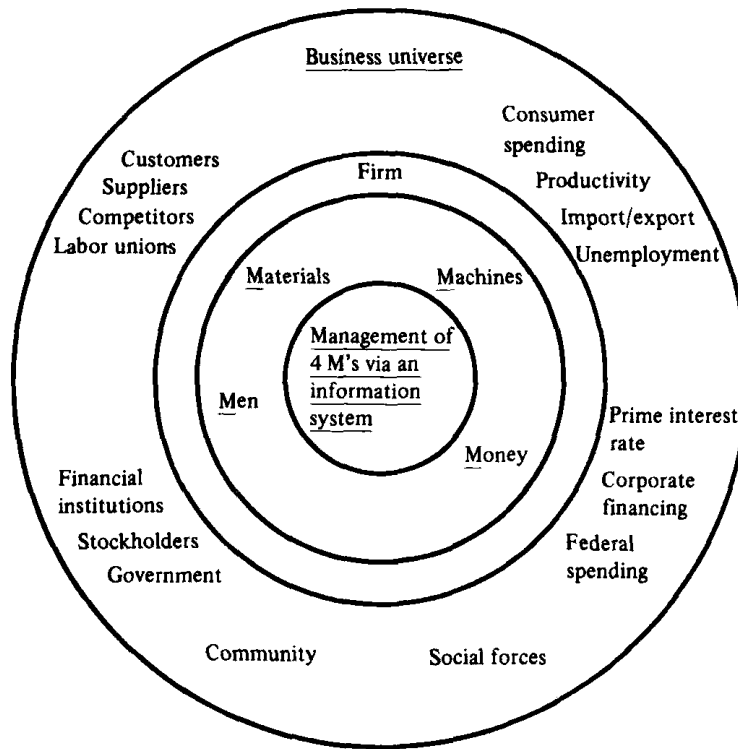 Business universe
Consumer
spending
Productivity
Import/export
Unemployment
Customers
Suppliers
Competitors
Labor unions
Firm
Materials
Machines
Management of
4 M's via an
information
system
Men
Money
Prime interest
rate
Corporate
financing
Federal
spending
Financial
institutions
Stockholders
Government
Community
Social forces